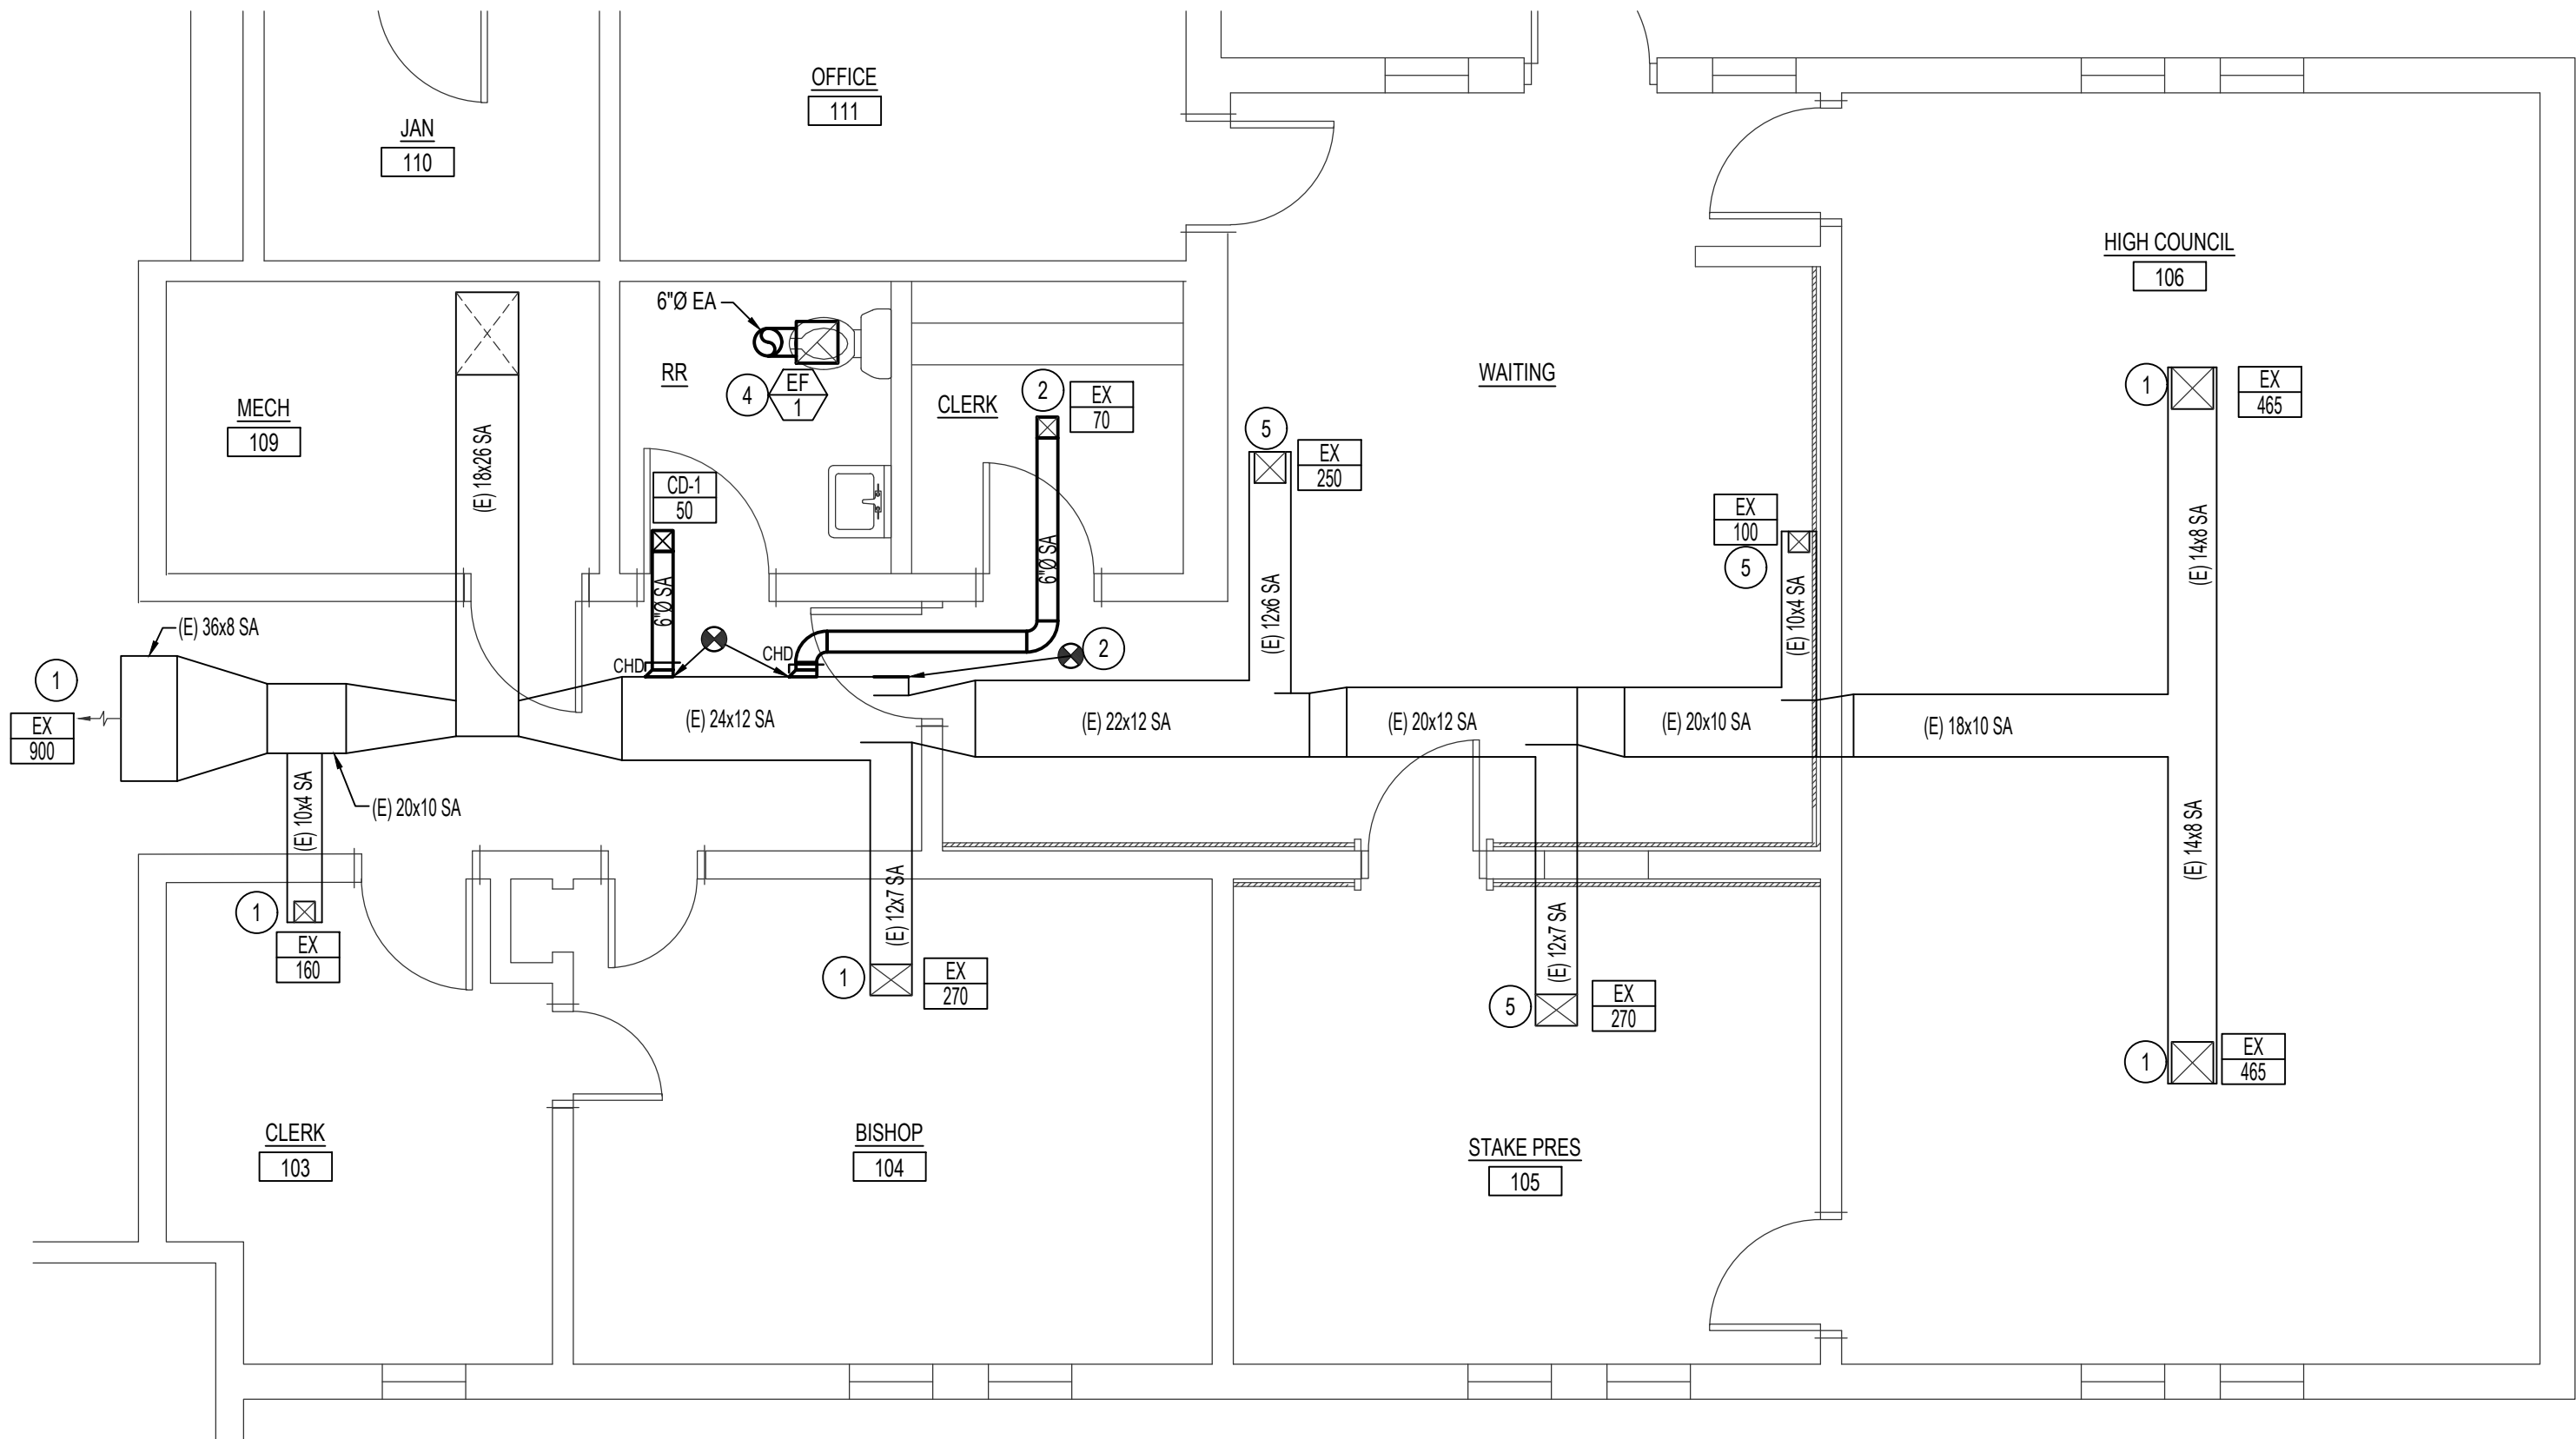 OFFICE
111
JAN
110
HIGH COUNCIL
106
6"Ø EA
RR
4
EF
1
CLERK
2
EX
70
WAITING
1
EX
465
MECH
109
(E) 18x26 SA
5
EX
250
CD-1
50
EX
100
5
6"Ø SA
6"Ø SA
(E) 12x6 SA
(E) 10x4 SA
(E) 14x8 SA
(E) 36x8 SA
CHD
CHD
2
1
EX
900
(E) 24x12 SA
(E) 22x12 SA
(E) 20x12 SA
(E) 20x10 SA
(E) 18x10 SA
(E) 10x4 SA
(E) 20x10 SA
(E) 14x8 SA
1
EX
160
(E) 12x7 SA
1
EX
270
(E) 12x7 SA
5
EX
270
1
EX
465
CLERK
103
BISHOP
104
STAKE PRES
105